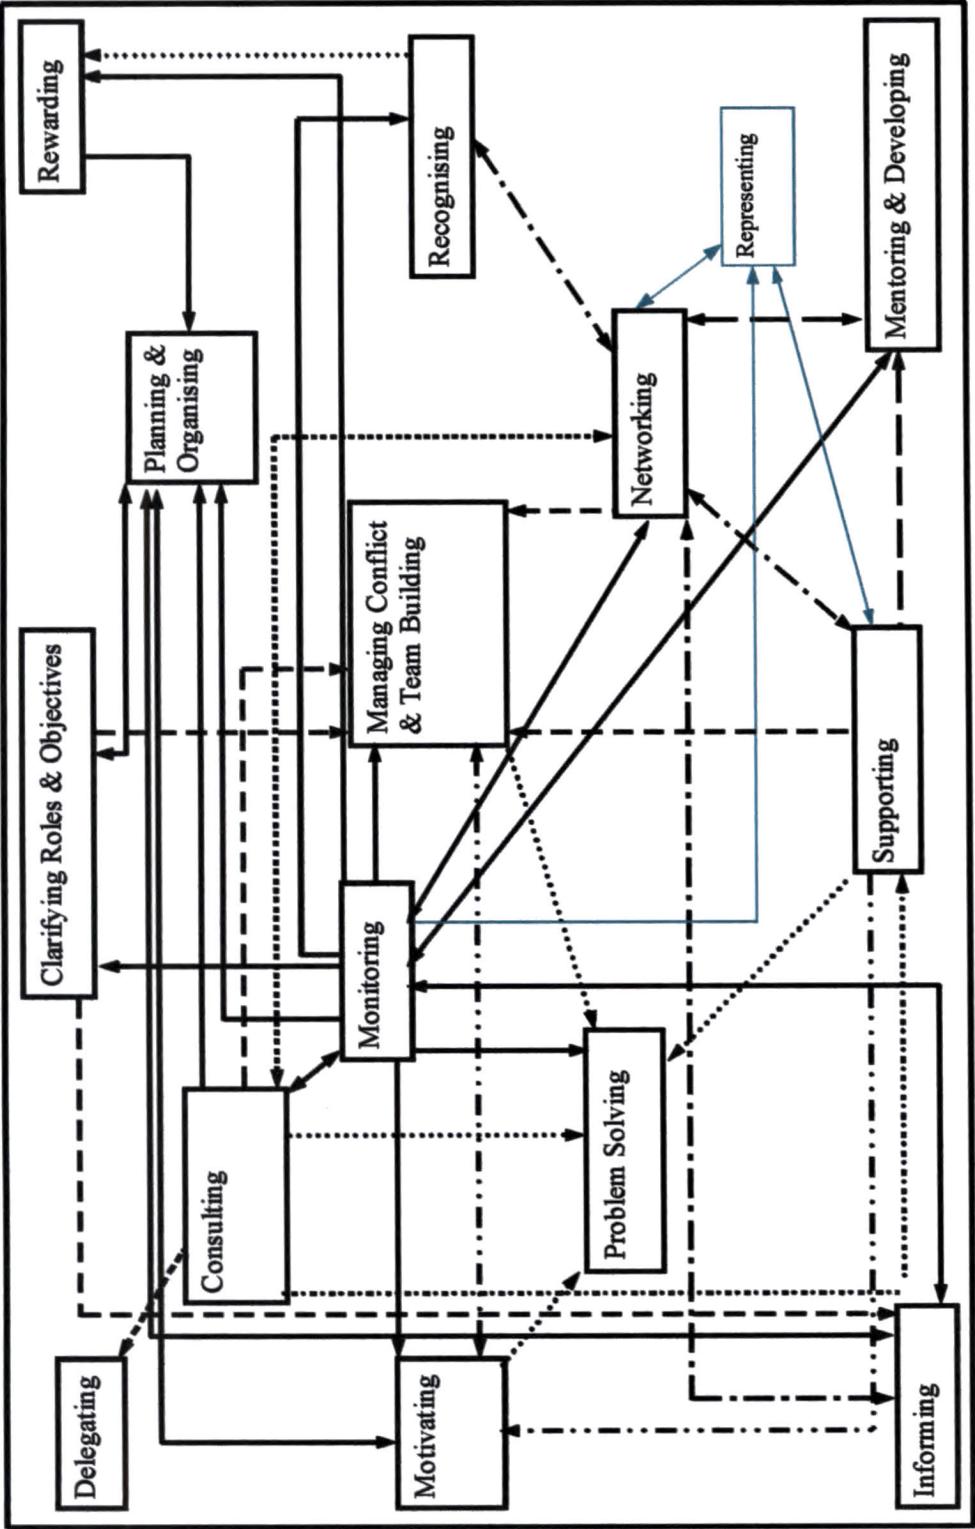 Delegating
Clarifying Roles & Objectives
Rewarding
Consulting
Planning &
Organising
Motivating
Monitoring
Managing Conflict
& Team Building
Recognising
Problem Solving
Networking
Representing
Informing
Supporting
Mentoring & Developing